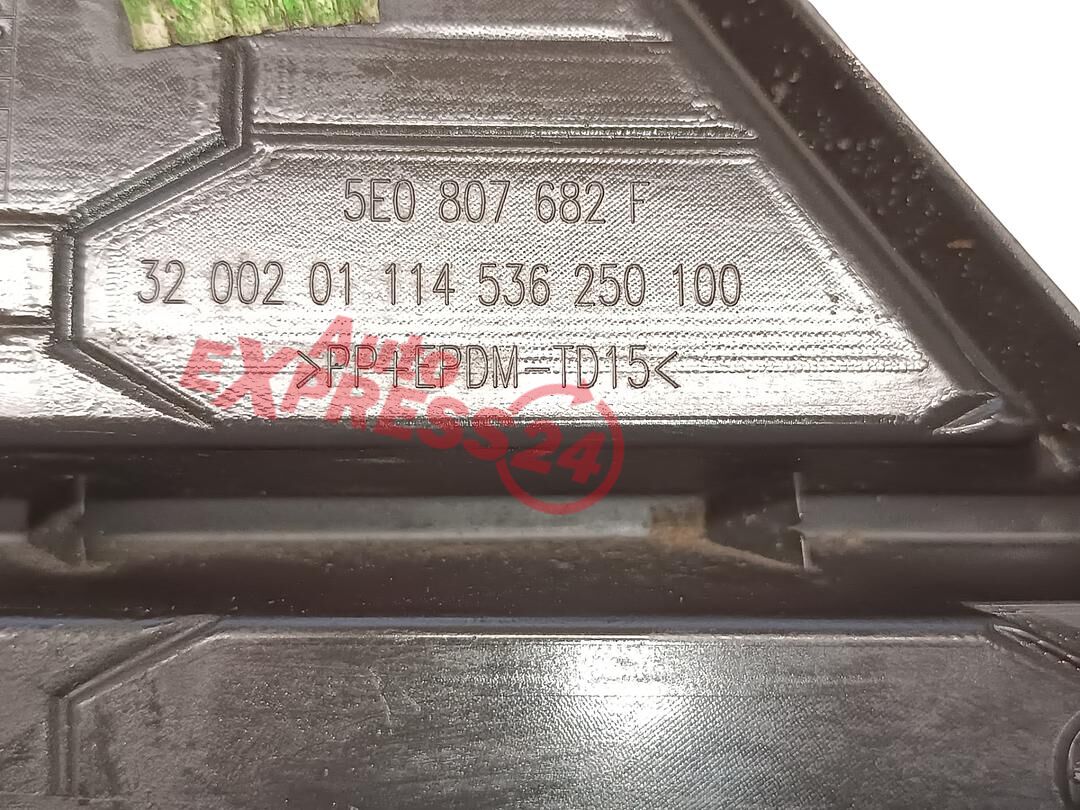 5E0 807 682 F
32 002 01 114 536 250 100
>PP+EPDM-TD15<
Auto
EXPRESS24